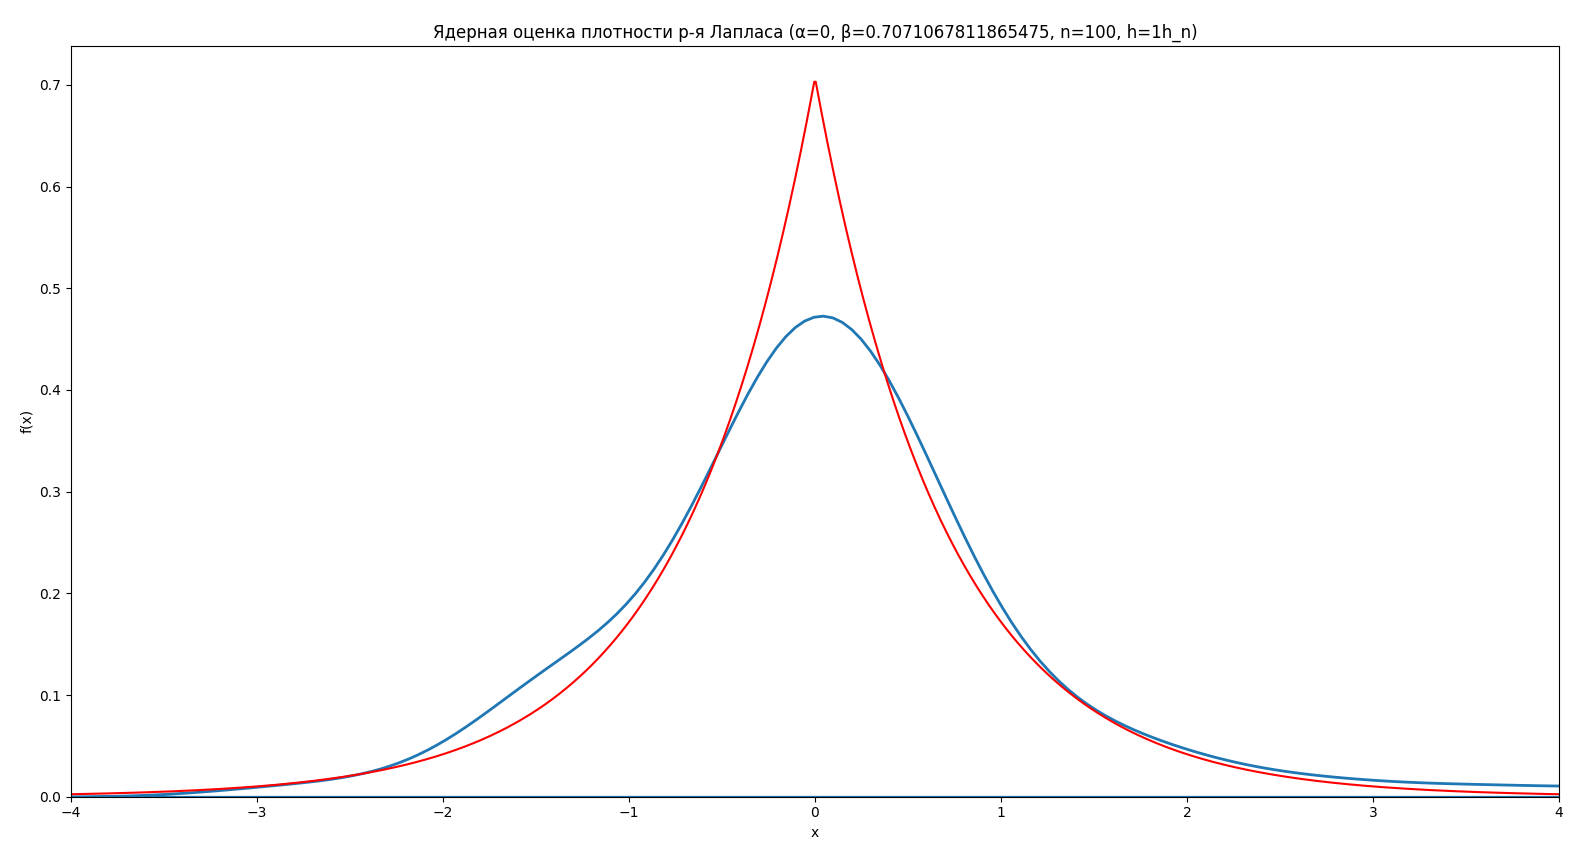 Ядерная оценка плотности р-я Лапласа (α=0, β=0.7071067811865475, n=100, h=1h_n)
0.7
0.6
0.5
0.4
f(x)
0.3
0.2
0.1
0.0
−4 −3 −2 −1 0 1 2 3 4
x